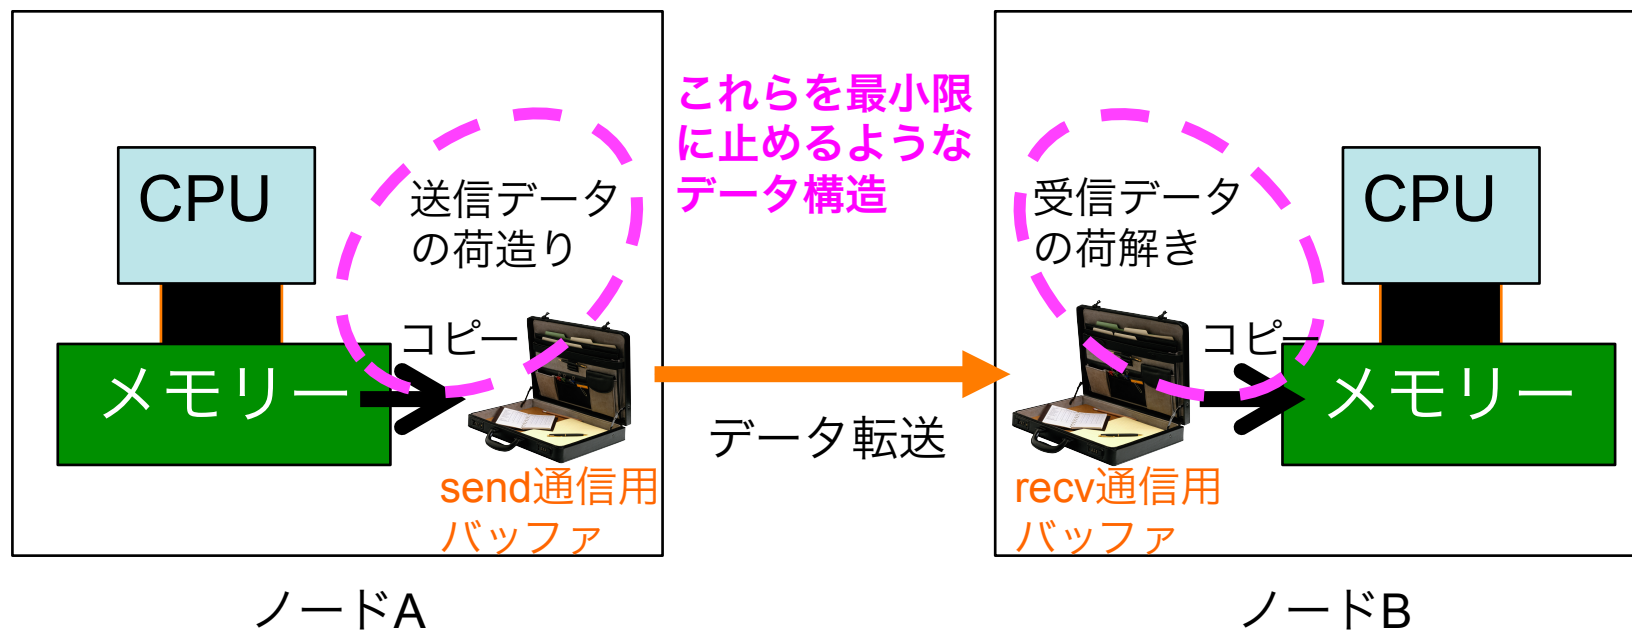 これらを最小限
に止めるような
データ構造
CPU
送信データ
の荷造り
コピー
メモリー
send通信用
バッファ
データ転送
受信データ
の荷解き
CPU
コピー
メモリー
recv通信用
バッファ
ノードA
ノードB